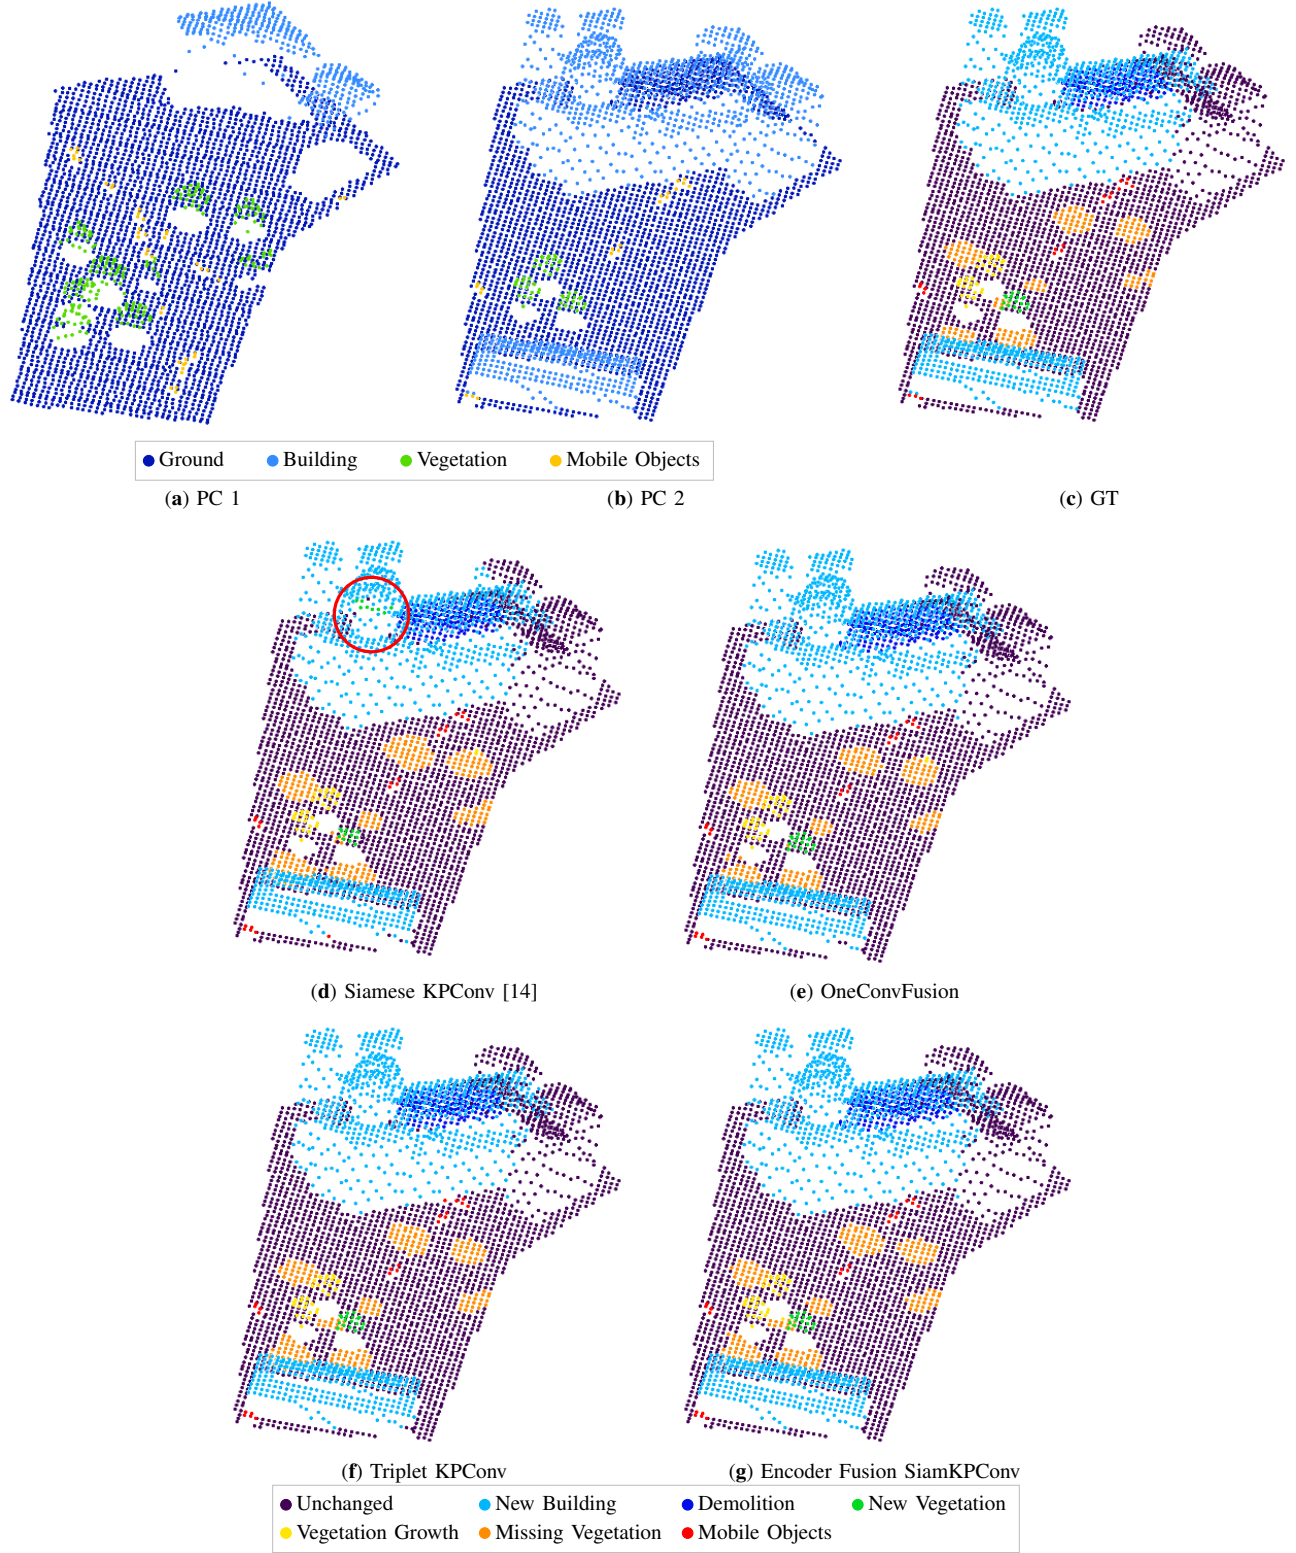 Ground Building Vegetation Mobile Objects
(a) PC 1
(b) PC 2
(c) GT
(d) Siamese KPConv [14]
(e) OneConvFusion
(f) Triplet KPConv
(g) Encoder Fusion SiamKPConv
Unchanged New Building Demolition New Vegetation
Vegetation Growth Missing Vegetation Mobile Objects